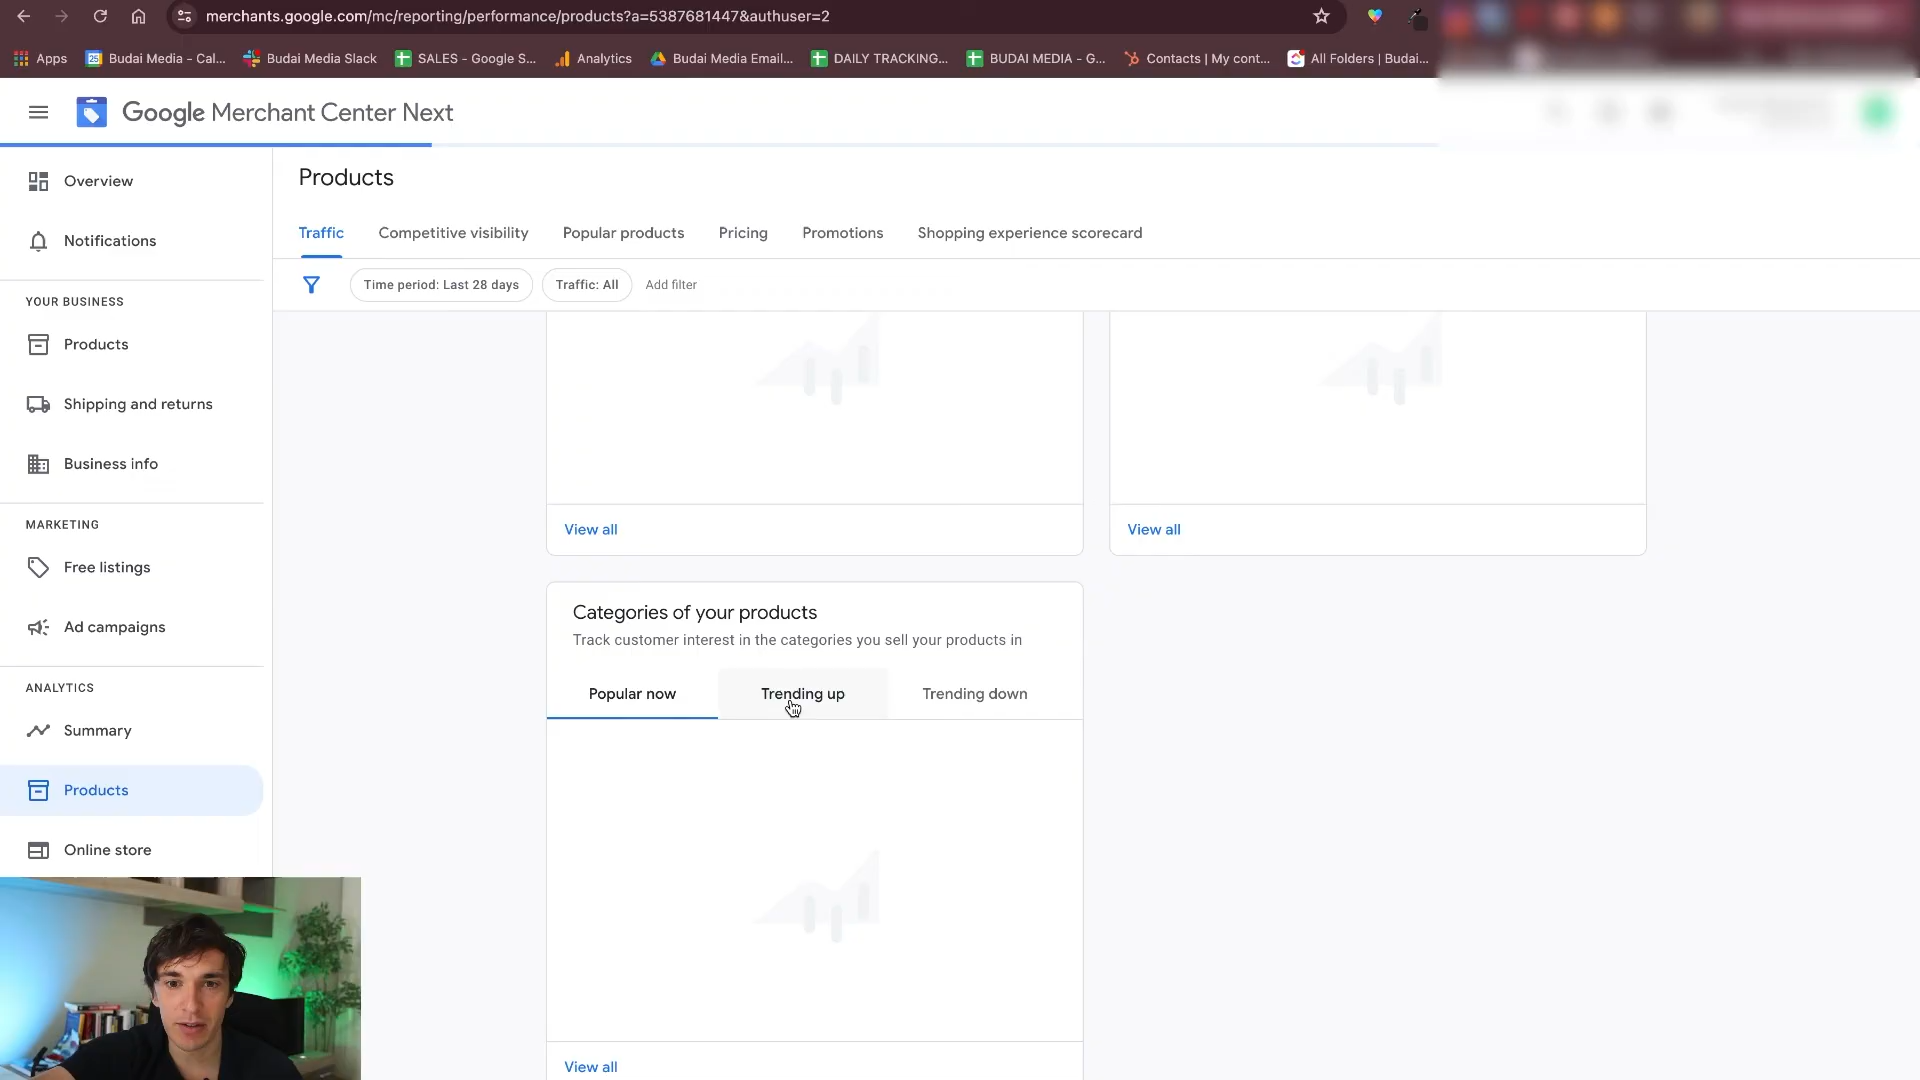 merchants.google.com/mc/reporting/performance/products?a=5387681447&authuser=2
Apps
Budai Media - Cal...
Budai Media Slack
SALES - Google S...
Analytics
Budai Media Email...
DAILY TRACKING...
BUDAI MEDIA - G...
Contacts | My cont...
All Folders | Budai...
Google Merchant Center Next
Overview
Notifications
YOUR BUSINESS
Products
Shipping and returns
Business info
MARKETING
Free listings
Ad campaigns
ANALYTICS
Summary
Products
Online store
Products
Traffic
Competitive visibility
Popular products
Pricing
Promotions
Shopping experience scorecard
Time period: Last 28 days
Traffic: All
Add filter
View all
View all
Categories of your products
Track customer interest in the categories you sell your products in
Popular now
Trending up
Trending down
View all